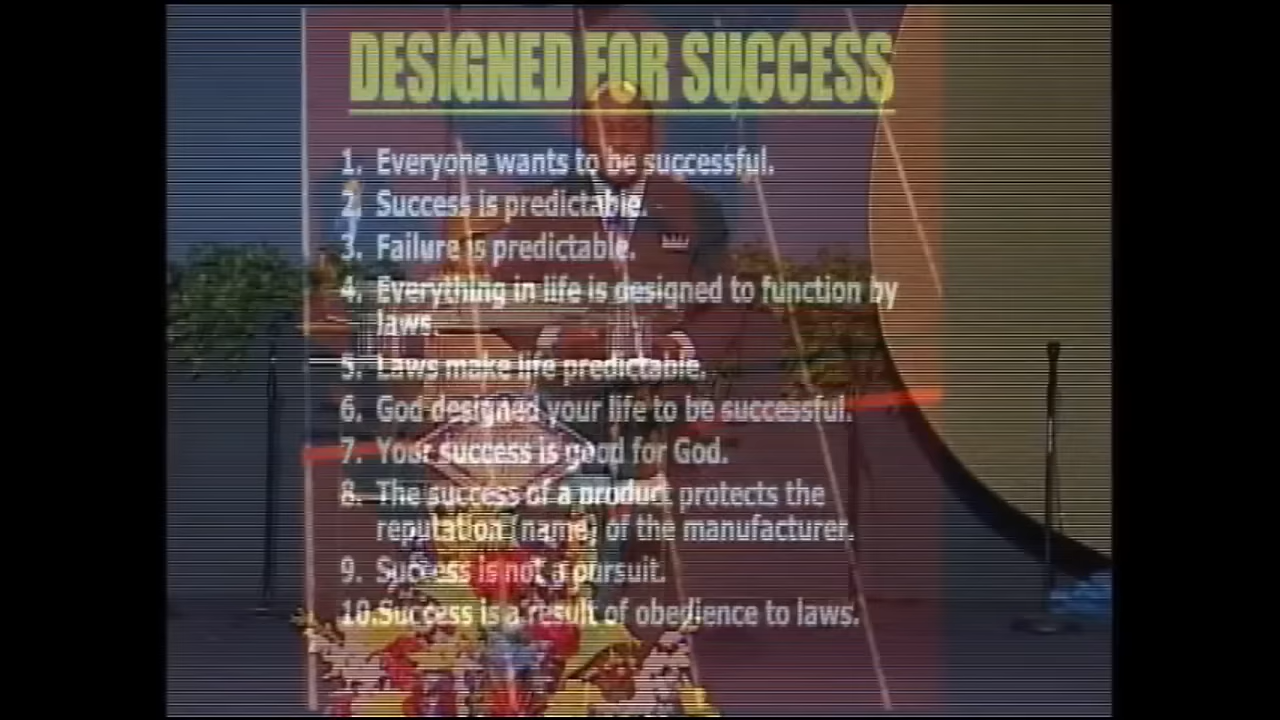 DESIGNED FOR SUCCESS
1. Everyone wants to be successful.
2. Success is predictable.
3. Failure is predictable.
4. Everything in life is designed to function by
laws.
5. Laws make life predictable.
6. God designed your life to be successful.
7. Your success is good for God.
8. The success of a product protects the
reputation (name) of the manufacturer.
9. Success is not a pursuit.
10.Success is a result of obedience to laws.